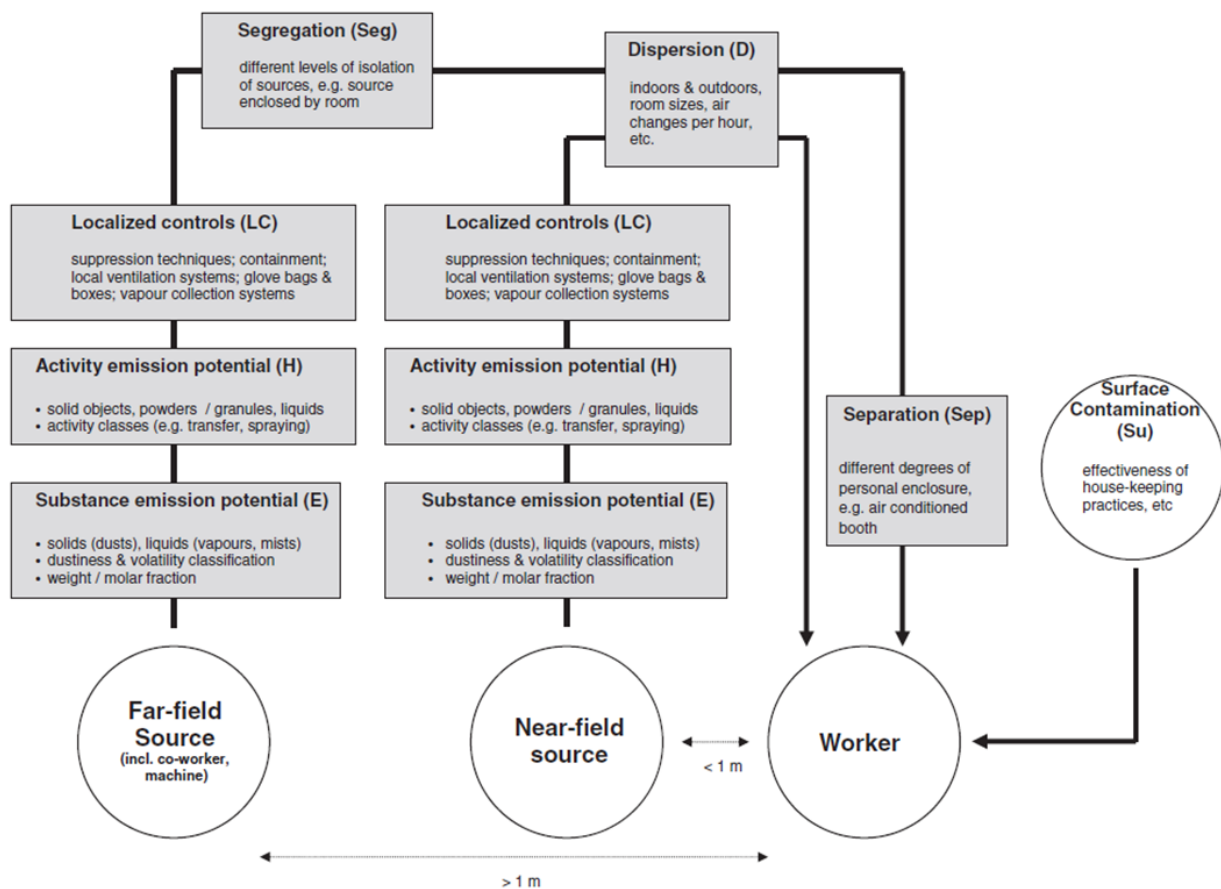 Segregation (Seg)
different levels of isolation
of sources, e.g. source
enclosed by room
Dispersion (D)
indoors & outdoors,
room sizes, air
changes per hour,
etc.
Localized controls (LC)
suppression techniques; containment;
local ventilation systems; glove bags &
boxes; vapour collection systems
Localized controls (LC)
suppression techniques; containment;
local ventilation systems; glove bags &
boxes; vapour collection systems
Activity emission potential (H)
• solid objects, powders / granules, liquids
• activity classes (e.g. transfer, spraying)
Activity emission potential (H)
• solid objects, powders / granules, liquids
• activity classes (e.g. transfer, spraying)
Separation (Sep)
different degrees of
personal enclosure,
e.g. air conditioned
booth
Surface
Contamination
(Su)
effectiveness of
house-keeping
practices, etc
Substance emission potential (E)
• solids (dusts), liquids (vapours, mists)
• dustiness & volatility classification
• weight / molar fraction
Substance emission potential (E)
• solids (dusts), liquids (vapours, mists)
• dustiness & volatility classification
• weight / molar fraction
Far-field
Source
(incl. co-worker,
machine)
Near-field
source
< 1 m
Worker
> 1 m